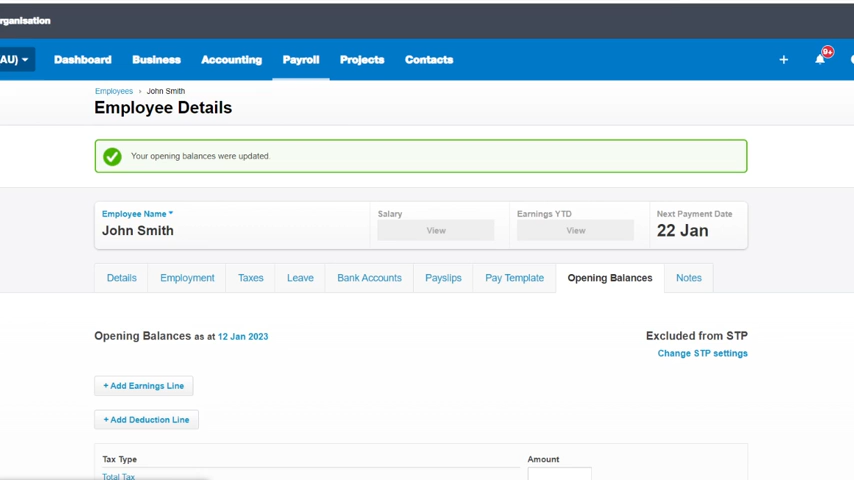 rganisation
AU)
Dashboard
Business
Accounting
Payroll
Projects
Contacts
9+
Employees › John Smith
Employee Details
Your opening balances were updated
Employee Name
Salary
Earnings YTD
Next Payment Date
John Smith
View
View
22 Jan
Details
Employment
Taxes
Leave
Bank Accounts
Payslips
Pay Template
Opening Balances
Notes
Opening Balances as at 12 Jan 2023
Excluded from STP
Change STP settings
+ Add Earnings Line
+ Add Deduction Line
Tax Type
Amount
Total Tax